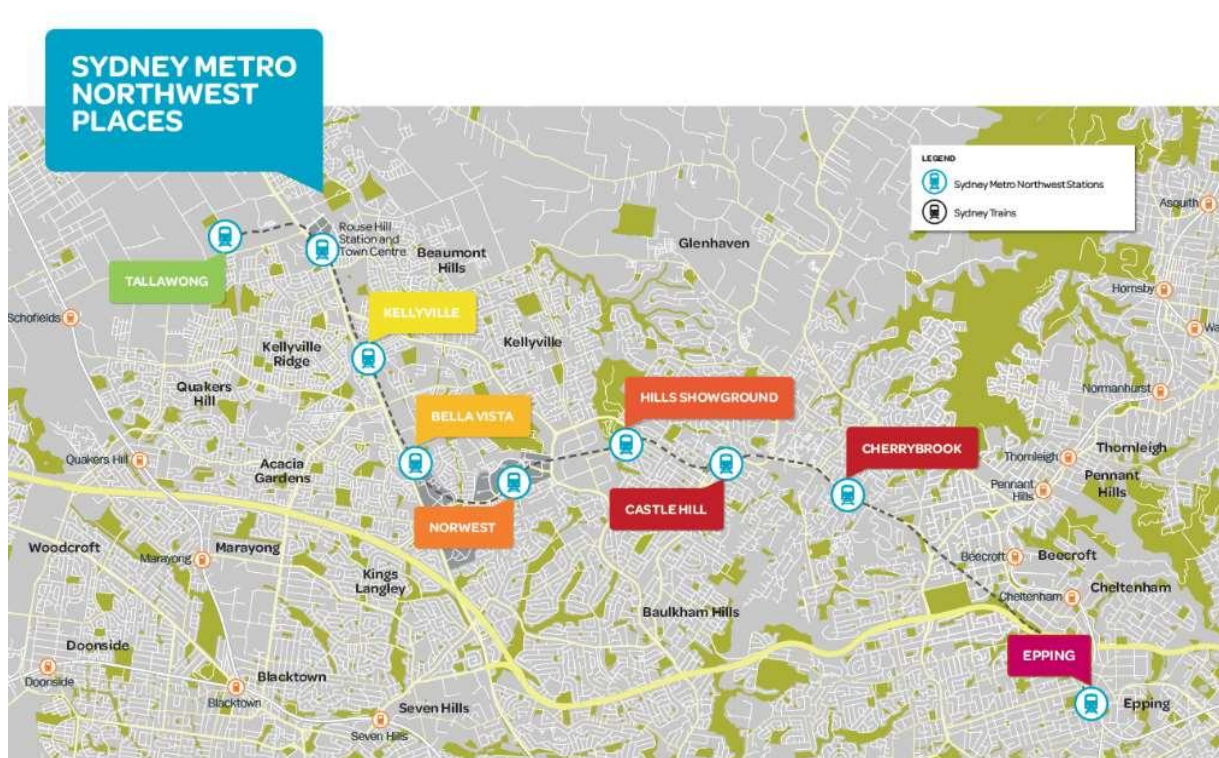 SYDNEY METRO
NORTHWEST
PLACES
LEGEND
Sydney Metro Northwest Stations
Sydney Trains
Asquith
Rouse Hill
Station and
Town Centre
Beaumont
Hills
Glenhaven
TALLAWONG
Hornsby
Schofields
KELLYVILLE
Kellyville
Ridge
Kellyville
Quakers
Hill
Normanhurst
HILLS SHOWGROUND
BELLA VISTA
CHERRYBROOK
Thornleigh
Thornleigh
Quakers Hill
Acacia
Gardens
Pennant
Hills
Pennant
Hills
CASTLE HILL
NORWEST
Woodcroft
Marayong
Marayong
Beecroft
Beecroft
Kings
Langley
Cheltenham
Cheltenham
Baulkham Hills
Doonside
EPPING
Doonside
Blacktown
Blacktown
Seven Hills
Seven Hills
Epping